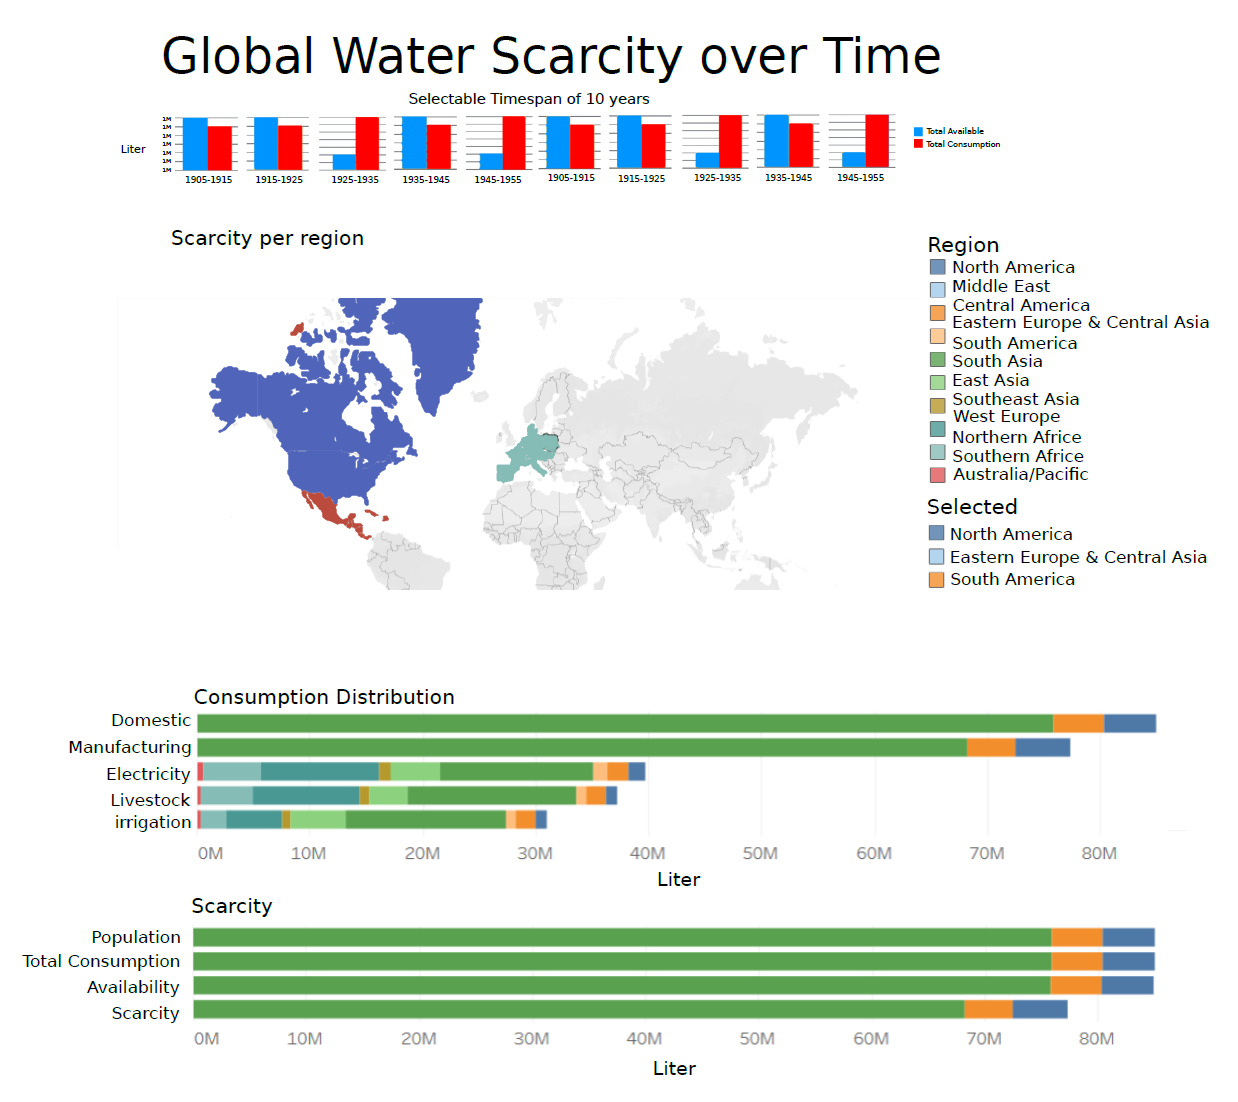 Global Water Scarcity over Time
Selectable Timespan of 10 years
1M
1M
1M
1M
1M
1M
1M
Liter
1905-1915 1915-1925 1925-1935 1935-1945 1945-1955 1905-1915 1915-1925 1925-1935 1935-1945 1945-1955
Total Available
Total Consumption
Scarcity per region
Region
North America
Middle East
Central America
Eastern Europe & Central Asia
South America
South Asia
East Asia
Southeast Asia
West Europe
Northern Africe
Southern Africe
Australia/Pacific
Selected
North America
Eastern Europe & Central Asia
South America
Consumption Distribution
Domestic
Manufacturing
Electricity
Livestock
irrigation
0M 10M 20M 30M 40M 50M 60M 70M 80M
Liter
Scarcity
Population
Total Consumption
Availability
Scarcity
0M 10M 20M 30M 40M 50M 60M 70M 80M
Liter